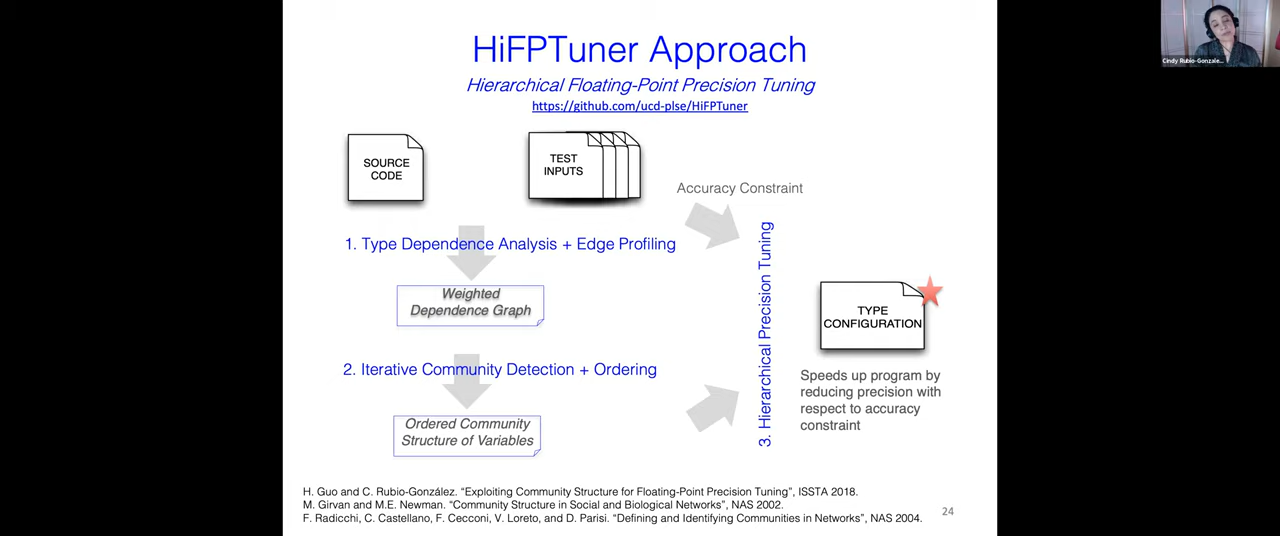 HiFPTuner Approach
Hierarchical Floating-Point Precision Tuning
https://github.com/ucd-plse/HiFPTuner
SOURCE
CODE
TEST
INPUTS
Accuracy Constraint
1. Type Dependence Analysis + Edge Profiling
Weighted
Dependence Graph
2. Iterative Community Detection + Ordering
Ordered Community
Structure of Variables
3. Hierarchical Precision Tuning
TYPE
CONFIGURATION
Speeds up program by
reducing precision with
respect to accuracy
constraint
H. Guo and C. Rubio-González. “Exploiting Community Structure for Floating-Point Precision Tuning”, ISSTA 2018.
M. Girvan and M.E. Newman. “Community Structure in Social and Biological Networks”, NAS 2002.
F. Radicchi, C. Castellano, F. Cecconi, V. Loreto, and D. Parisi. “Defining and Identifying Communities in Networks”, NAS 2004.
24
Cindy Rubio-Gonzale...